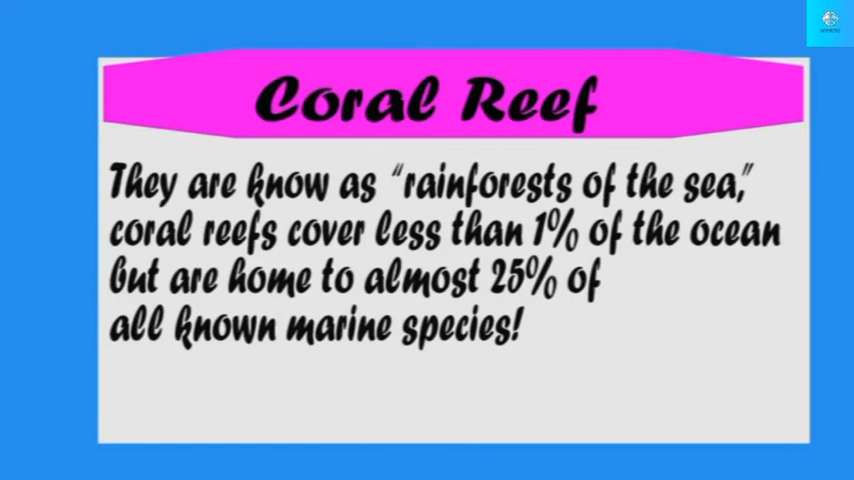 Coral Reef
They are know as “rainforests of the sea,”
coral reefs cover less than 1% of the ocean
but are home to almost 25% of
all known marine species!